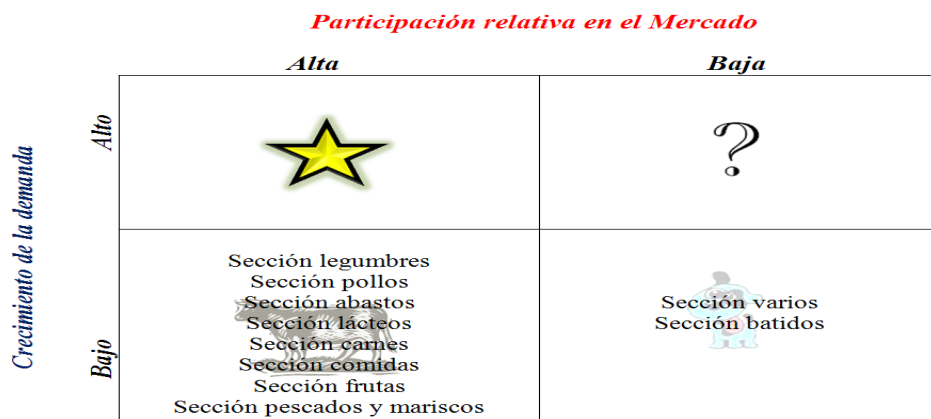 Participación relativa en el Mercado
Alta
Baja
Crecimiento de la demanda
Alto
?
Bajo
Sección legumbres
Sección pollos
Sección abastos
Sección lácteos
Sección carnes
Sección comidas
Sección frutas
Sección pescados y mariscos
Sección varios
Sección batidos